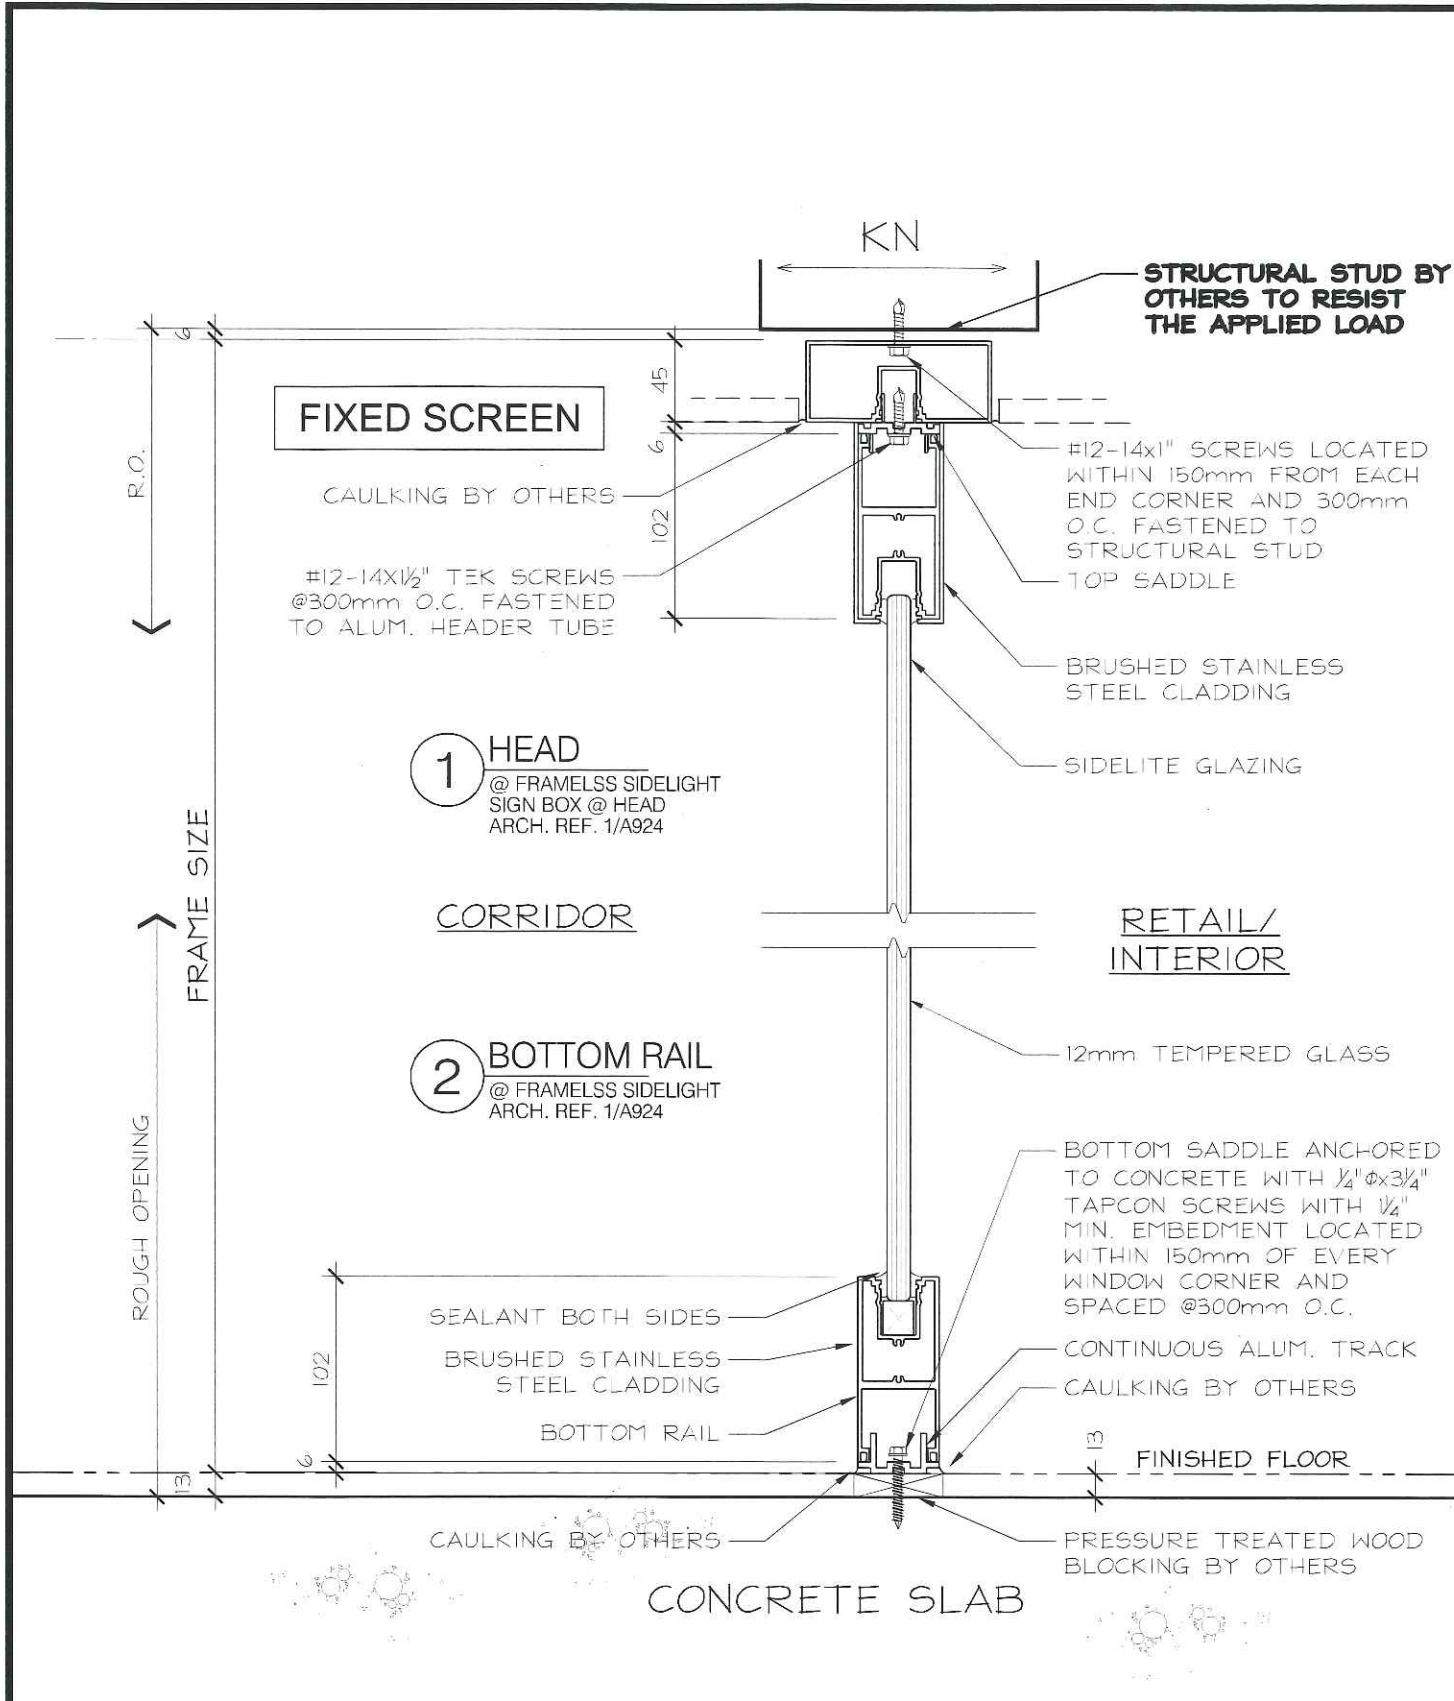 KN
STRUCTURAL STUD BY
OTHERS TO RESIST
THE APPLIED LOAD
6
45
FIXED SCREEN
R.O.
6
CAULKING BY OTHERS
102
#12-14X1½" TEK SCREWS
@300mm O.C. FASTENED
TO ALUM. HEADER TUBE
#12-14x1" SCREWS LOCATED
WITHIN 150mm FROM EACH
END CORNER AND 300mm
O.C. FASTENED TO
STRUCTURAL STUD
TOP SADDLE
BRUSHED STAINLESS
STEEL CLADDING
SIDELITE GLAZING
1
HEAD
@ FRAMELSS SIDELIGHT
SIGN BOX @ HEAD
ARCH. REF. 1/A924
FRAME SIZE
CORRIDOR
RETAIL/
INTERIOR
2
BOTTOM RAIL
@ FRAMELSS SIDELIGHT
ARCH. REF. 1/A924
12mm TEMPERED GLASS
ROUGH OPENING
BOTTOM SADDLE ANCHORED
TO CONCRETE WITH ¼"Φx3¼"
TAPCON SCREWS WITH 1¼"
MIN. EMBEDMENT LOCATED
WITHIN 150mm OF EVERY
WINDOW CORNER AND
SPACED @300mm O.C.
SEALANT BOTH SIDES
BRUSHED STAINLESS
STEEL CLADDING
BOTTOM RAIL
102
6
13
CONTINUOUS ALUM. TRACK
CAULKING BY OTHERS
13
FINISHED FLOOR
CAULKING BY OTHERS
PRESSURE TREATED WOOD
BLOCKING BY OTHERS
CONCRETE SLAB